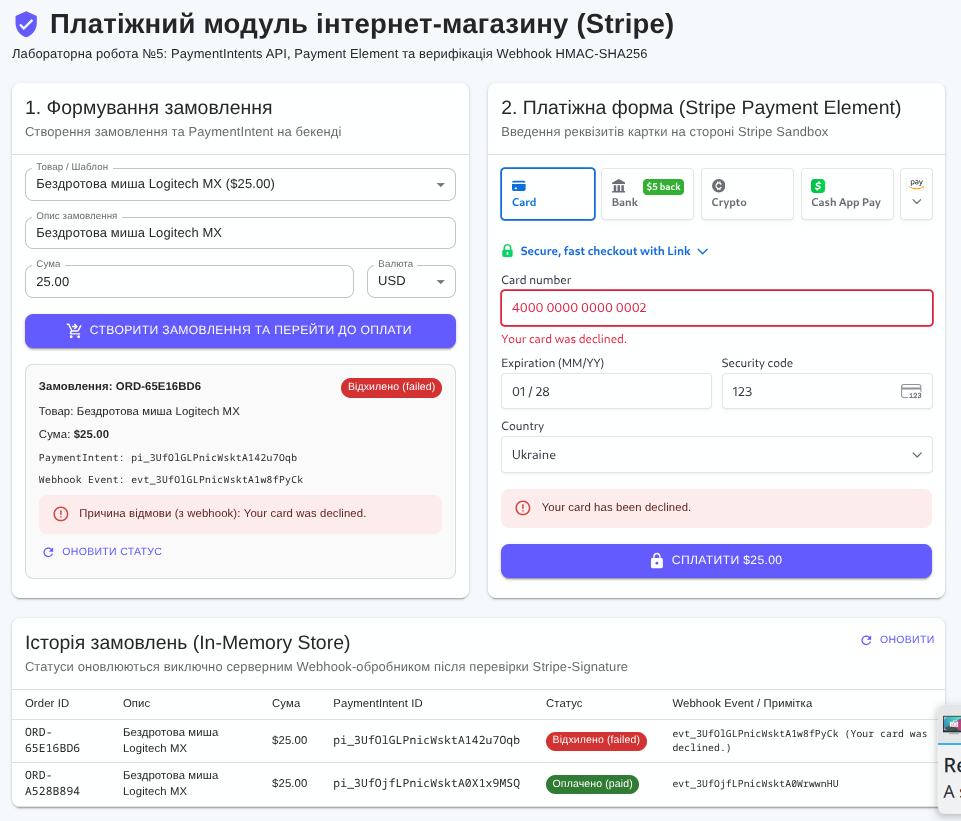 Платіжний модуль інтернет-магазину (Stripe)
Лабораторна робота №5: PaymentIntents API, Payment Element та верифікація Webhook HMAC-SHA256
1. Формування замовлення
Створення замовлення та PaymentIntent на бекенді
Товар / Шаблон
Бездротова миша Logitech MX ($25.00)
Опис замовлення
Бездротова миша Logitech MX
Сума
25.00
Валюта
USD
СТВОРИТИ ЗАМОВЛЕННЯ ТА ПЕРЕЙТИ ДО ОПЛАТИ
Замовлення: ORD-65E16BD6
Відхилено (failed)
Товар: Бездротова миша Logitech MX
Сума: $25.00
PaymentIntent: pi_3UfOlGLPnicWsktA142u7Oqb
Webhook Event: evt_3UfOlGLPnicWsktA1w8fPyCk
Причина відмови (з webhook): Your card was declined.
ОНОВИТИ СТАТУС
2. Платіжна форма (Stripe Payment Element)
Введення реквізитів картки на стороні Stripe Sandbox
Card
Bank
$5 back
Crypto
Cash App Pay
pay
Secure, fast checkout with Link
Card number
4000 0000 0000 0002
Your card was declined.
Expiration (MM/YY)
01 / 28
Security code
123
123
Country
Ukraine
Your card has been declined.
СПЛАТИТИ $25.00
Історія замовлень (In-Memory Store)
ОНОВИТИ
Статуси оновлюються виключно серверним Webhook-обробником після перевірки Stripe-Signature
Order ID Опис Сума PaymentIntent ID Статус Webhook Event / Примітка
ORD-
65E16BD6
Бездротова миша
Logitech MX
$25.00
pi_3UfOlGLPnicWsktA142u7Oqb
Відхилено (failed)
evt_3UfOlGLPnicWsktA1w8fPyCk (Your card was
declined.)
ORD-
A528B894
Бездротова миша
Logitech MX
$25.00
pi_3UfOjfLPnicWsktA0X1x9MSQ
Оплачено (paid)
evt_3UfOjfLPnicWsktA0WrwwnHU